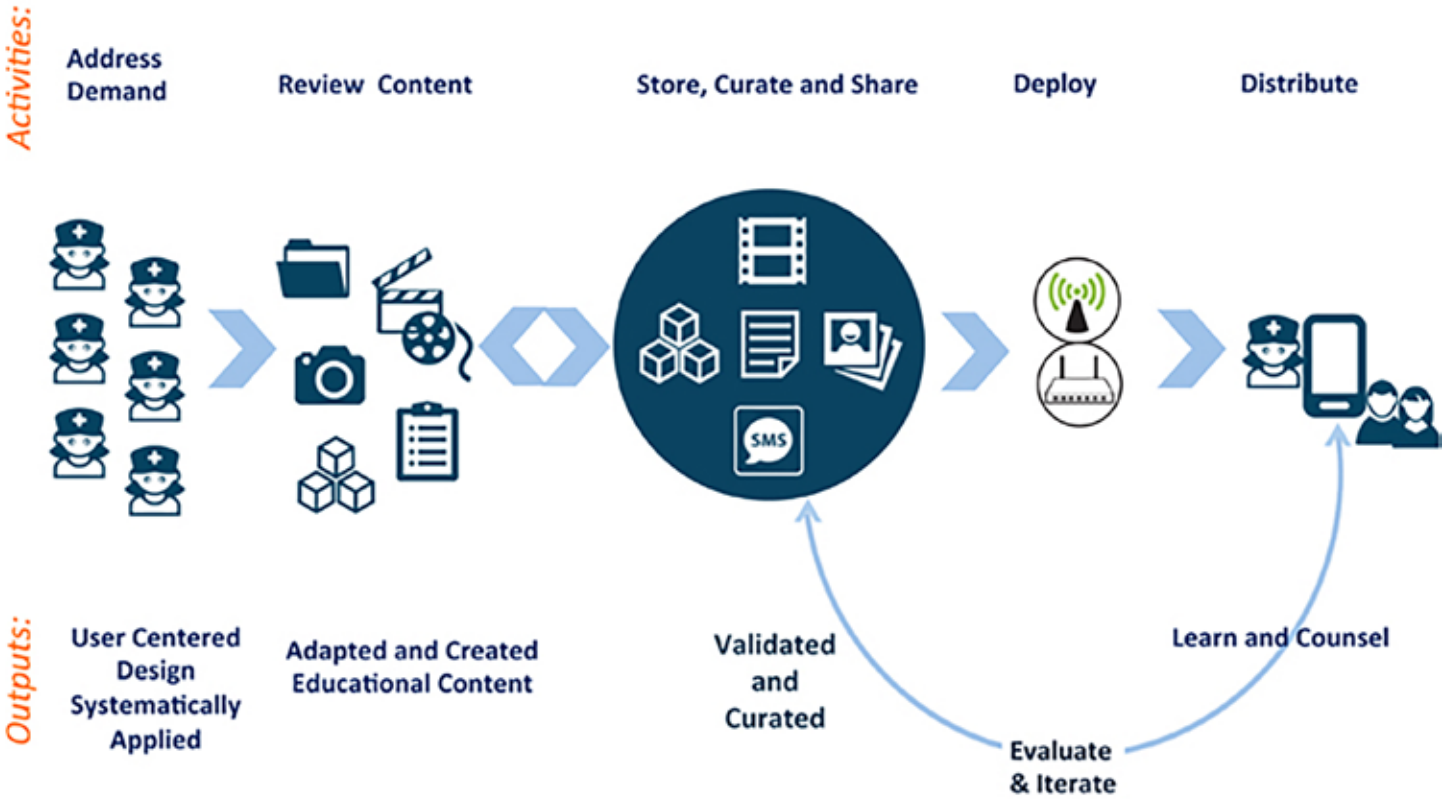 Activities:
Address
Demand
Review Content
Store, Curate and Share
Deploy
Distribute
SMS
Outputs:
User Centered
Design
Systematically
Applied
Adapted and Created
Educational Content
Validated
and
Curated
Learn and Counsel
Evaluate
& Iterate